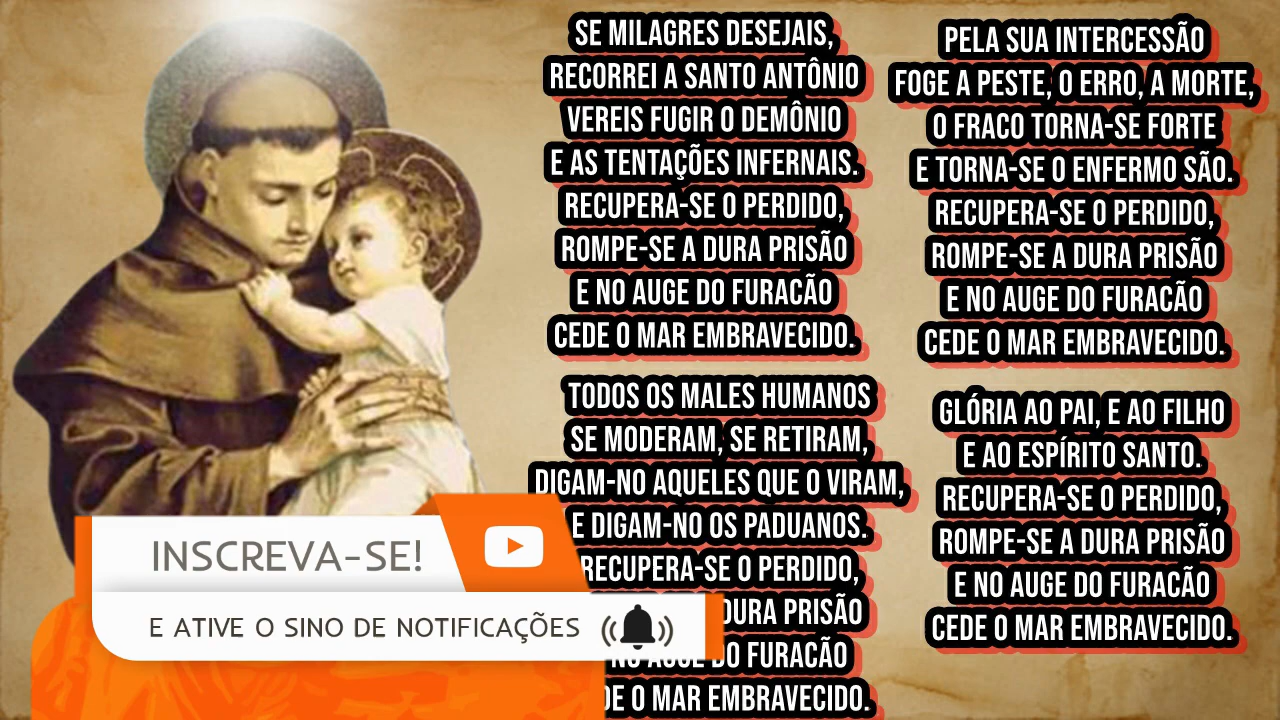 SE MILAGRES DESEJAIS,
RECORREI A SANTO ANTÔNIO
VEREIS FUGIR O DEMÔNIO
E AS TENTAÇÕES INFERNAIS.
RECUPERA-SE O PERDIDO,
ROMPE-SE A DURA PRISÃO
E NO AUGE DO FURACÃO
CEDE O MAR EMBRAVECIDO.
TODOS OS MALES HUMANOS
SE MODERAM, SE RETIRAM,
DIGAM-NO AQUELES QUE O VIRAM,
E DIGAM-NO OS PADUANOS.
RECUPERA-SE O PERDIDO,
DURA PRISÃO
NO AUGE DO FURACÃO
O MAR EMBRAVECIDO.
PELA SUA INTERCESSÃO
FOGE A PESTE, O ERRO, A MORTE,
O FRACO TORNA-SE FORTE
E TORNA-SE O ENFERMO SÃO.
RECUPERA-SE O PERDIDO,
ROMPE-SE A DURA PRISÃO
E NO AUGE DO FURACÃO
CEDE O MAR EMBRAVECIDO.
GLÓRIA AO PAI, E AO FILHO
E AO ESPÍRITO SANTO.
RECUPERA-SE O PERDIDO,
ROMPE-SE A DURA PRISÃO
E NO AUGE DO FURACÃO
CEDE O MAR EMBRAVECIDO.
INSCREVA-SE!
E ATIVE O SINO DE NOTIFICAÇÕES